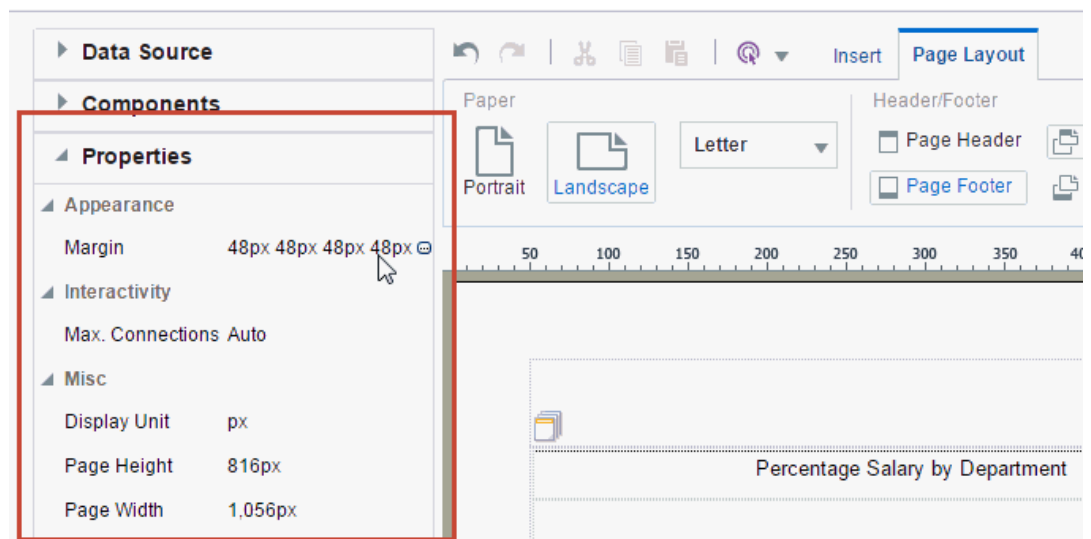 Data Source
Components
Properties
Appearance
Margin 48px 48px 48px 48px
Interactivity
Max. Connections Auto
Misc
Display Unit px
Page Height 816px
Page Width 1,056px
Insert Page Layout
Paper
Portrait
Landscape
Letter
Header/Footer
Page Header
Page Footer
50 100 150 200 250 300 350
Percentage Salary by Department